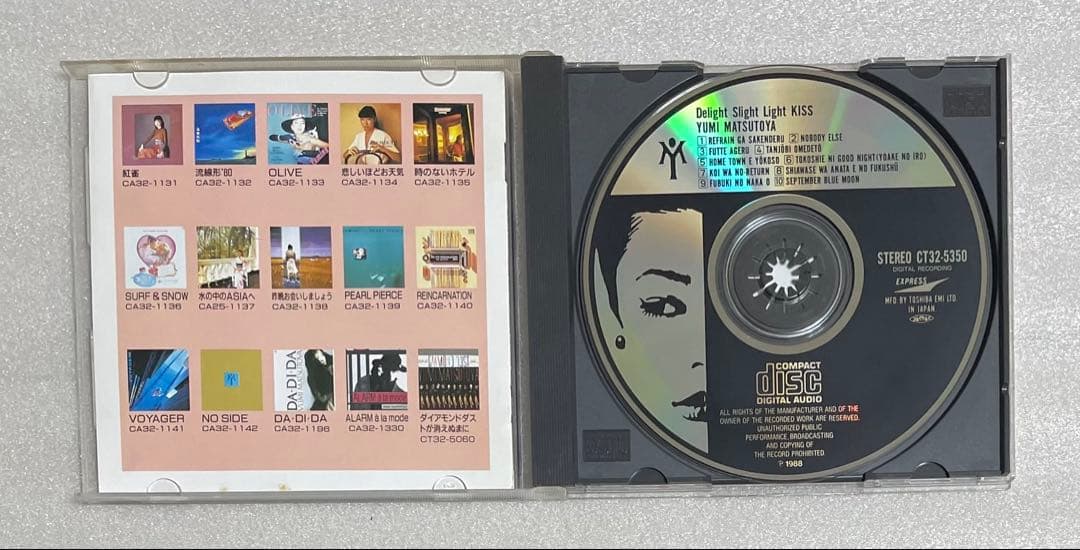 紅雀
CA32-1131
流線形'80
CA32-1132
OLIVE
CA32-1133
悲しいほどお天気
CA32-1134
時のないホテル
CA32-1135
SURF & SNOW
CA32-1136
水の中のASIAへ
CA25-1137
昨晩お会いしましょう
CA32-1138
PEARL PIERCE
CA32-1139
REINCARNATION
CA32-1140
VOYAGER
CA32-1141
NO SIDE
CA32-1142
DA・DI・DA
CA32-1196
ALARM à la mode
CA32-1330
ダイアモンドダス
トが消えぬまに
CT32-5060
OLIVE
DA・DI・DA
YUMI MATSUTOYA
ALARM à la mode
Delight Slight Light KISS
YUMI MATSUTOYA
1 REFRAIN GA SAKENDERU 2 NOBODY ELSE
3 FUTTE AGERU 4 TANJŌBI OMEDETŌ
5 HOME TOWN E YŌKOSO 6 TOKOSHIE NI GOOD NIGHT(YOAKE NO IRO)
7 KOI WA NO-RETURN 8 SHIAWASE WA ANATA E NO FUKUSHŪ
9 FUBUKI NO NAKA O 10 SEPTEMBER BLUE MOON
STEREO CT32-5350
DIGITAL RECORDING
EXPRESS
MFD. BY TOSHIBA EMI LTD.
IN JAPAN
COMPACT
disc
DIGITAL AUDIO
ALL RIGHTS OF THE MANUFACTURER AND OF THE
OWNER OF THE RECORDED WORK ARE RESERVED.
UNAUTHORIZED PUBLIC
PERFORMANCE, BROADCASTING
AND COPYING OF
THE RECORD PROHIBITED
℗ 1988